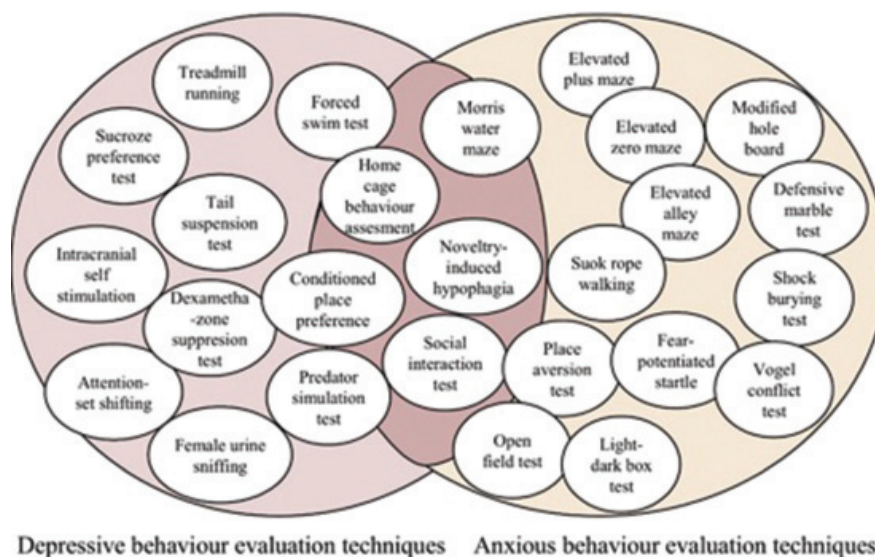 Treadmill
running
Forced
swim test
Sucroze
preference
test
Tail
suspension
test
Intracranial
self
stimulation
Dexametha
-zone
suppresion
test
Attention-
set shifting
Female urine
sniffing
Home
cage
behaviour
assesment
Conditioned
place
preference
Predator
simulation
test
Morris
water
maze
Noveltry-
induced
hypophagia
Social
interaction
test
Elevated
plus maze
Elevated
zero maze
Modified
hole
board
Elevated
alley
maze
Defensive
marble
test
Suok rope
walking
Shock
burying
test
Place
aversion
test
Fear-
potentiated
startle
Vogel
conflict
test
Open
field test
Light-
dark box
test
Depressive behaviour evaluation techniques
Anxious behaviour evaluation techniques